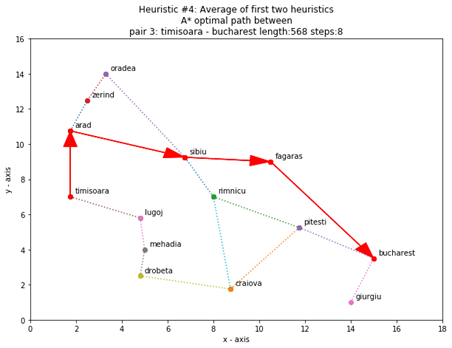 Heuristic #4: Average of first two heuristics
A* optimal path between
pair 3: timisoara - bucharest length:568 steps:8
16
14
12
10
8
6
4
2
0
y - axis
oradea
zerind
arad
sibiu
fagaras
timisoara
rimnicu
lugoj
pitesti
mehadia
bucharest
drobeta
craiova
giurgiu
0 2 4 6 8 10 12 14 16 18
x - axis